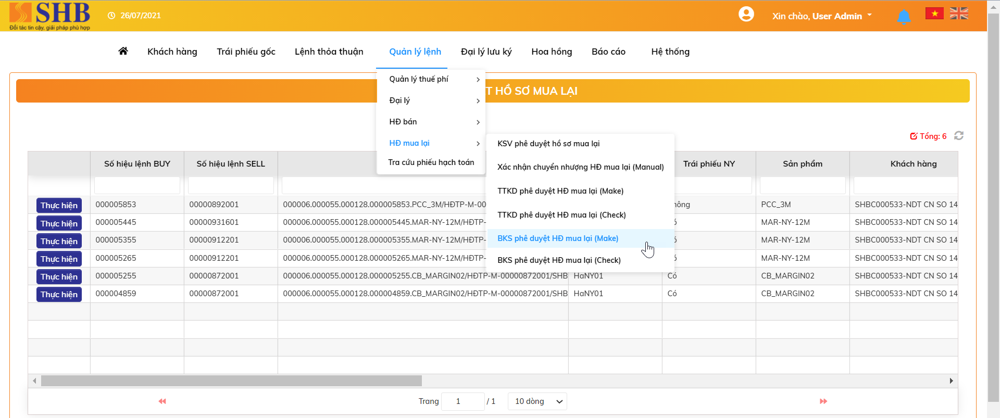 SHB
Đối tác tin cậy, giải pháp phù hợp
26/07/2021
Xin chào, User Admin
Khách hàng
Trái phiếu gốc
Lệnh thỏa thuận
Quản lý lệnh
Đại lý lưu ký
Hoa hồng
Báo cáo
Hệ thống
Quản lý thuế phí
Đại lý
HĐ bán
HĐ mua lại
Tra cứu phiếu hạch toán
T HỒ SƠ MUA LẠI
KSV phê duyệt hồ sơ mua lại
Xác nhận chuyển nhượng HĐ mua lại (Manual)
TTKD phê duyệt HĐ mua lại (Make)
TTKD phê duyệt HĐ mua lại (Check)
BKS phê duyệt HĐ mua lại (Make)
BKS phê duyệt HĐ mua lại (Check)
Tổng: 6
Số hiệu lệnh BUY Số hiệu lệnh SELL Trái phiếu NY Sản phẩm Khách hàng
Thực hiện 000005853 00000892001 000006.000055.000128.000005853.PCC_3M/HĐTP-M-00 hông PCC_3M SHBC000533-NDT CN SO 14
Thực hiện 000005445 00000931601 000006.000055.000128.000005445.MAR-NY-12M/HĐTP- ó MAR-NY-12M SHBC000533-NDT CN SO 14
Thực hiện 000005355 00000912201 000006.000055.000128.000005355.MAR-NY-12M/HĐTP- ó MAR-NY-12M SHBC000533-NDT CN SO 14
Thực hiện 000005265 00000912201 000006.000055.000128.000005265.MAR-NY-12M/HĐTP- ó MAR-NY-12M SHBC000533-NDT CN SO 14
Thực hiện 000005255 00000872001 000006.000055.000128.000005255.CB_MARGIN02/HĐTP-M-00000872001/SHB HaNY01 Có CB_MARGIN02 SHBC000533-NDT CN SO 14
Thực hiện 000004859 00000872001 000006.000055.000128.000004859.CB_MARGIN02/HĐTP-M-00000872001/SHB HaNY01 Có CB_MARGIN02 SHBC000533-NDT CN SO 14
Trang 1 / 1 10 dòng